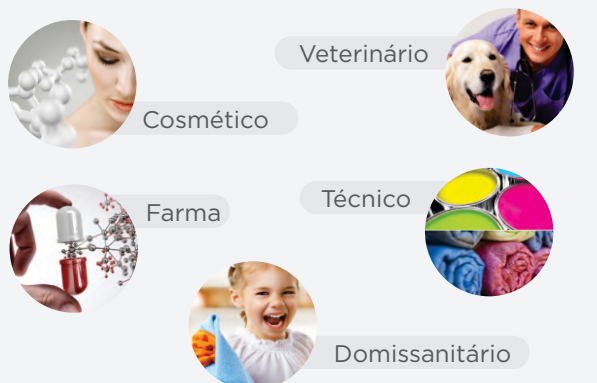 Veterinário
Cosmético
Técnico
Farma
Domissanitário